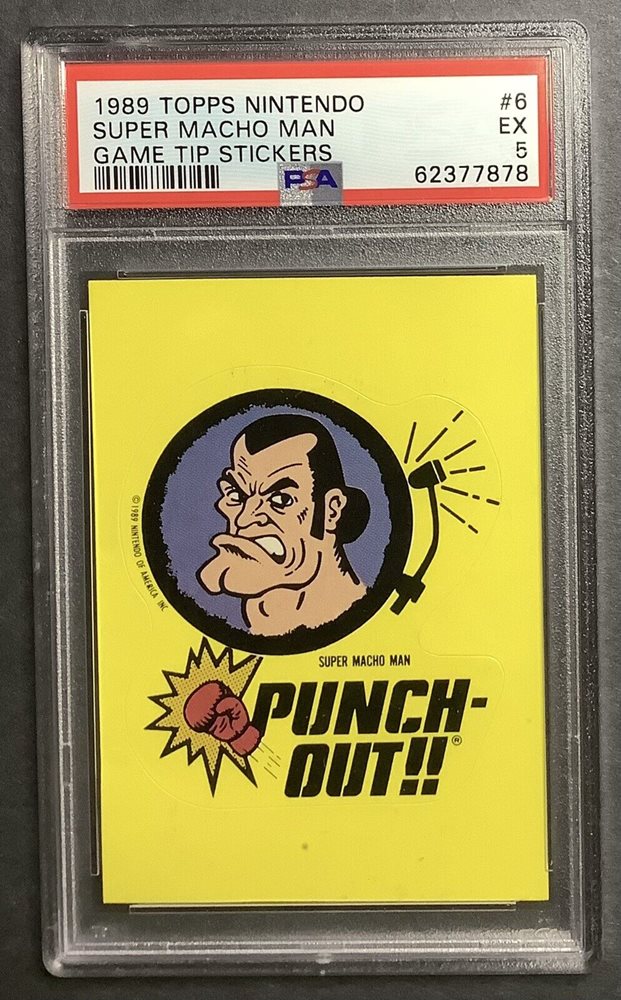 1989 TOPPS NINTENDO #6
SUPER MACHO MAN EX
GAME TIP STICKERS 5
PSA 62377878
© 1989 NINTENDO OF AMERICA INC
SUPER MACHO MAN
PUNCH-
OUT!!®